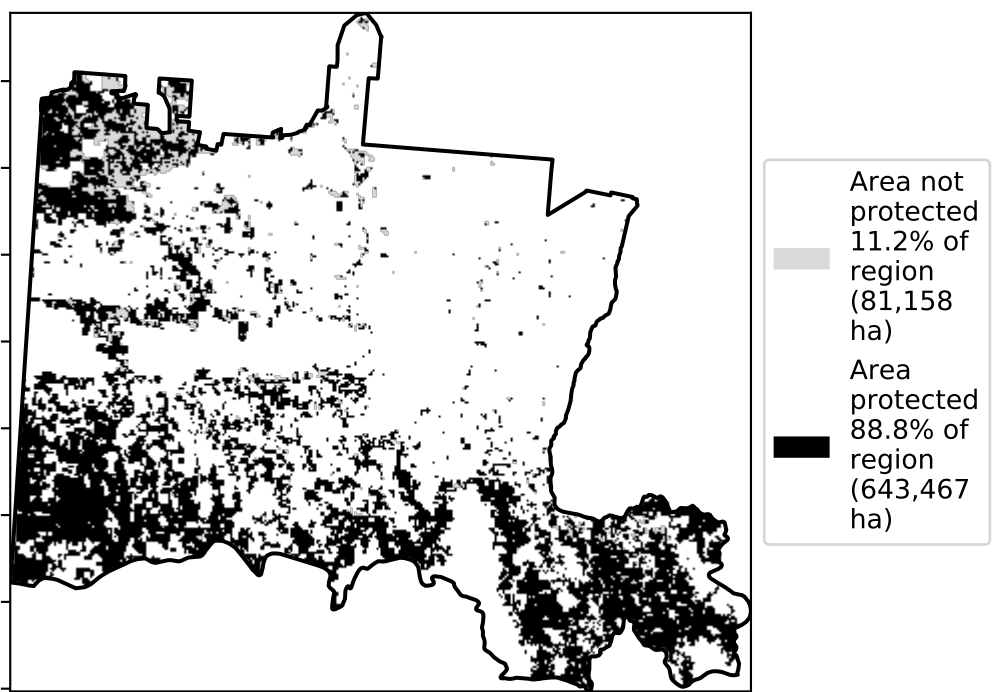 Area not
protected
11.2% of
region
(81,158
ha)
Area
protected
88.8% of
region
(643,467
ha)